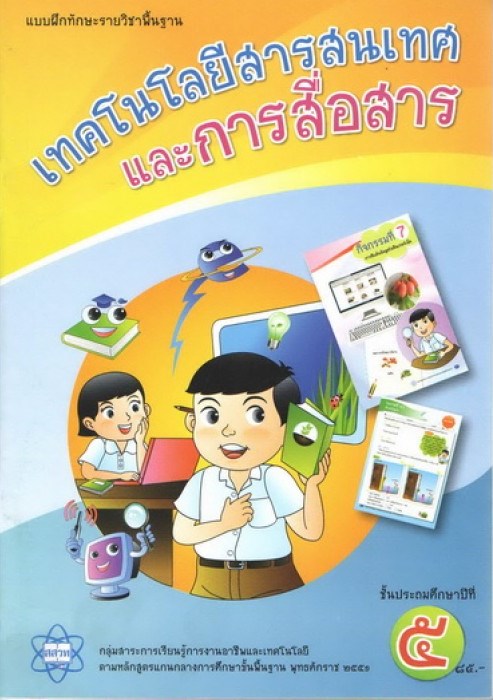 แบบฝึกทักษะรายวิชาพื้นฐาน
เทคโนโลยีสารสนเทศ
และการสื่อสาร
กิจกรรมที่ 7
ชั้นประถมศึกษาปีที่
๕
๘๕.-
สสวท
กลุ่มสาระการเรียนรู้การงานอาชีพและเทคโนโลยี
ตามหลักสูตรแกนกลางการศึกษาขั้นพื้นฐาน พุทธศักราช ๒๕๕๑